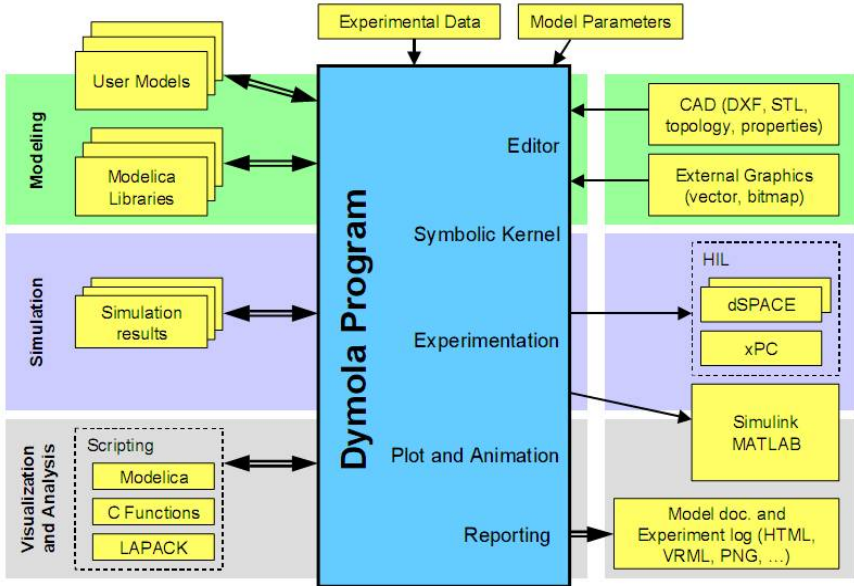 Experimental Data
Model Parameters
Modeling
User Models
Modelica
Libraries
Dymola Program
Editor
Symbolic Kernel
Experimentation
Plot and Animation
Reporting
CAD (DXF, STL,
topology, properties)
External Graphics
(vector, bitmap)
Simulation
Simulation
results
HIL
dSPACE
xPC
Simulink
MATLAB
Visualization
and Analysis
Scripting
Modelica
C Functions
LAPACK
Model doc. and
Experiment log (HTML,
VRML, PNG, ...)